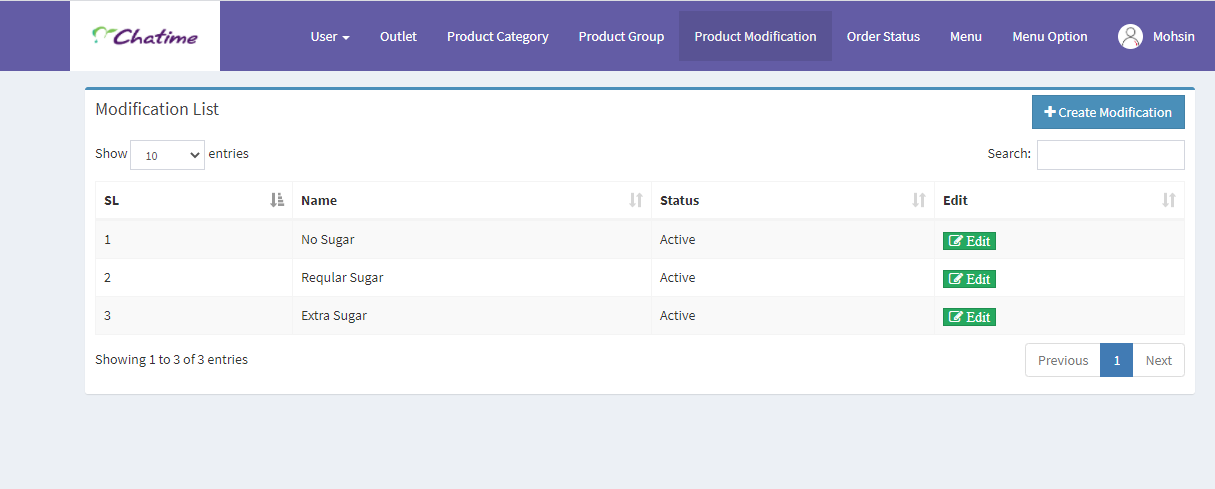 Chatime User Outlet Product Category Product Group Product Modification Order Status Menu Menu Option Mohsin
Modification List Create Modification
Show 10 entries Search:
SL Name Status Edit
1 No Sugar Active Edit
2 Reqular Sugar Active Edit
3 Extra Sugar Active Edit
Showing 1 to 3 of 3 entries Previous 1 Next